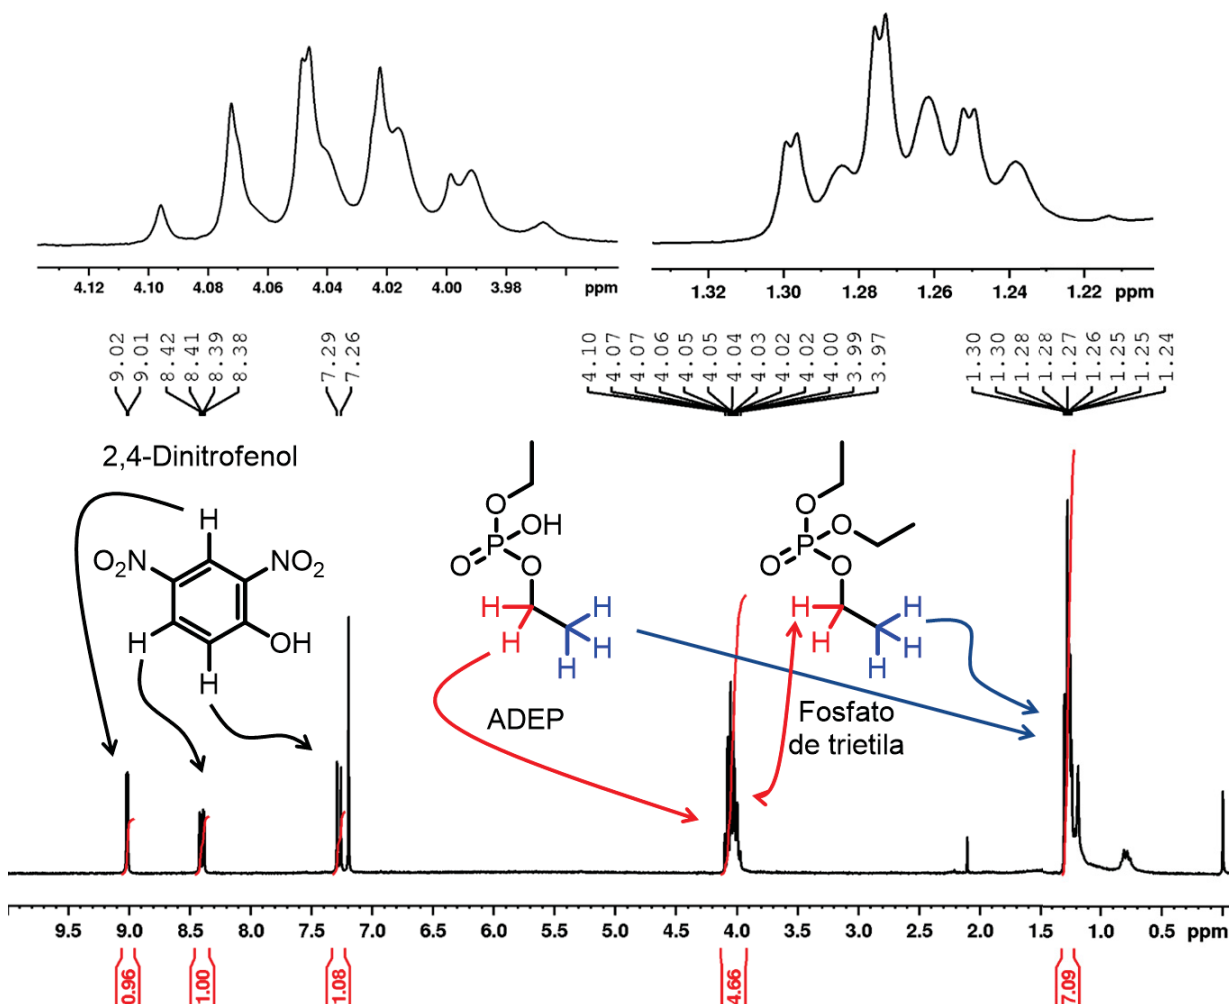 4.12 4.10 4.08 4.06 4.04 4.02 4.00 3.98 ppm
1.32 1.30 1.28 1.26 1.24 1.22 ppm
9.02
9.01
8.42
8.41
8.39
8.38
7.29
7.26
4.10
4.07
4.07
4.06
4.05
4.05
4.04
4.03
4.02
4.02
4.00
3.99
3.97
1.30
1.30
1.28
1.28
1.27
1.26
1.25
1.25
1.24
2,4-Dinitrofenol
H
O₂N
NO₂
H
OH
H
O
OH
P
O
O
H
H
H
H
H
ADEP
O
O
P
O
O
H
H
H
H
H
Fosfato
de trietila
9.5 9.0 8.5 8.0 7.5 7.0 6.5 6.0 5.5 5.0 4.5 4.0 3.5 3.0 2.5 2.0 1.5 1.0 0.5 ppm
0.96
1.00
1.08
4.66
7.09